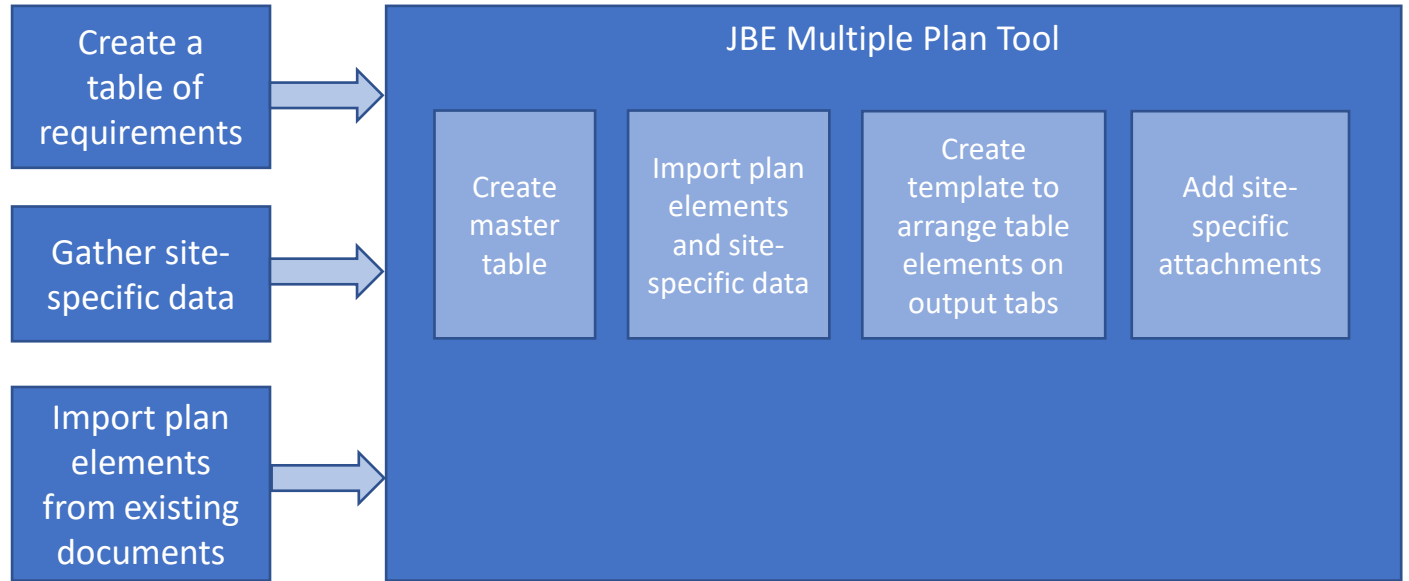 Create a
table of
requirements
Gather site-
specific data
Import plan
elements
from existing
documents
JBE Multiple Plan Tool
Create
master
table
Import plan
elements
and site-
specific data
Create
template to
arrange table
elements on
output tabs
Add site-
specific
attachments